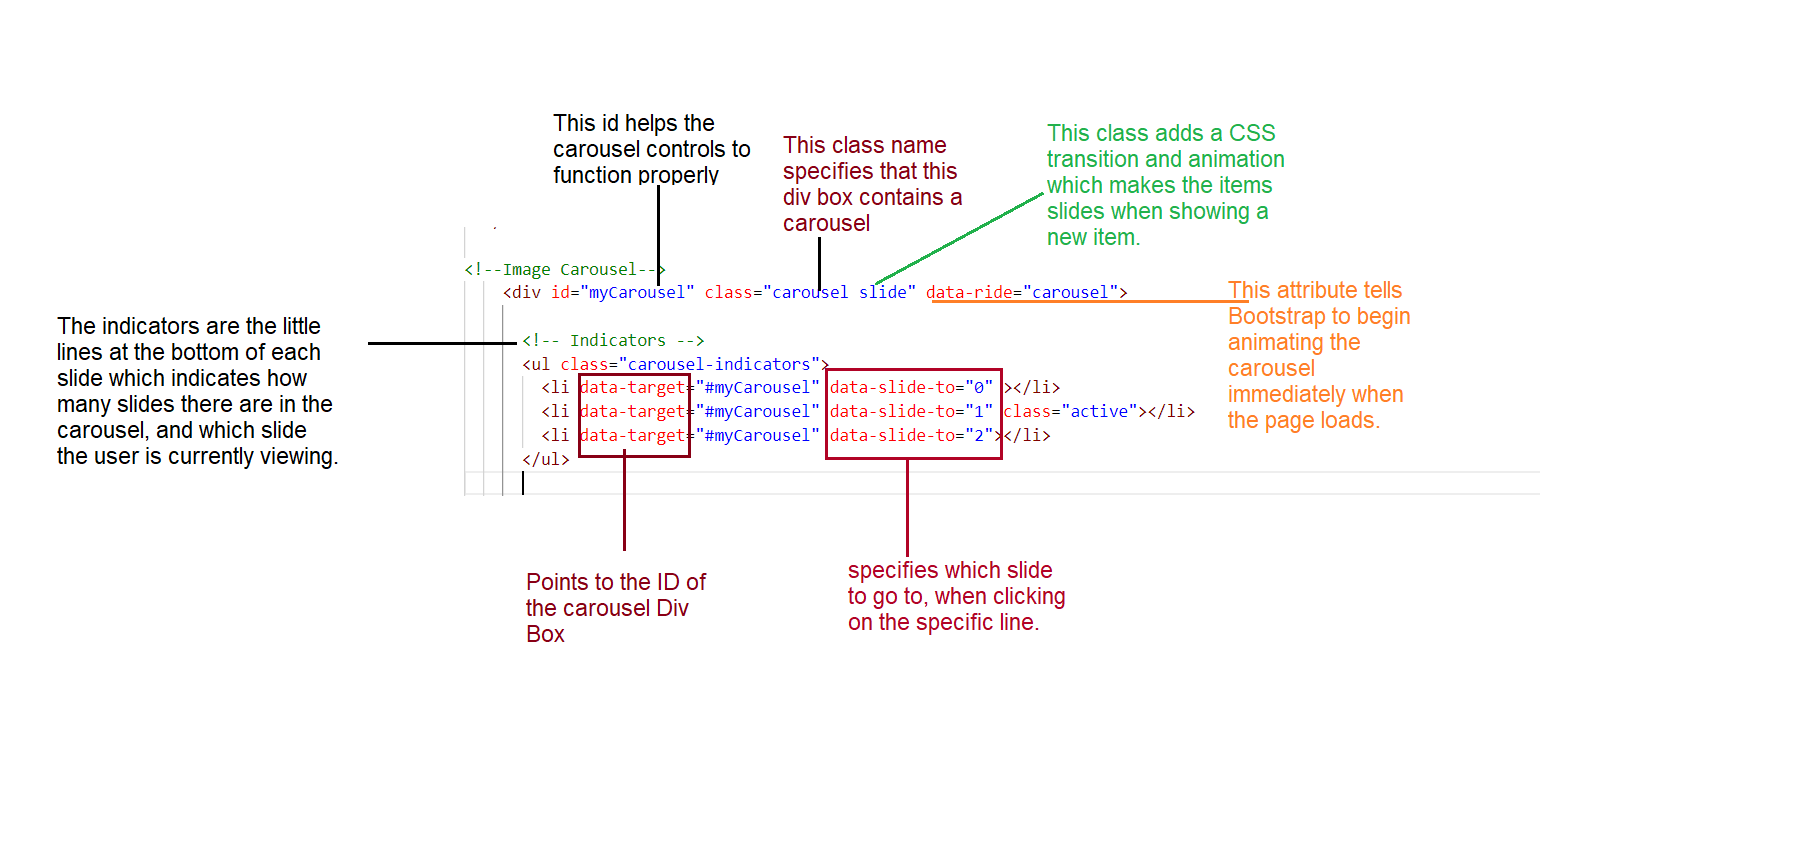 This id helps the
carousel controls to
function properly
This class name
specifies that this
div box contains a
carousel
This class adds a CSS
transition and animation
which makes the items
slides when showing a
new item.
<!--Image Carousel-->
<div id="myCarousel" class="carousel slide" data-ride="carousel">
This attribute tells
Bootstrap to begin
animating the
carousel
immediately when
the page loads.
The indicators are the little
lines at the bottom of each
slide which indicates how
many slides there are in the
carousel, and which slide
the user is currently viewing.
<!-- Indicators -->
<ul class="carousel-indicators">
<li data-target="#myCarousel" data-slide-to="0" ></li>
<li data-target="#myCarousel" data-slide-to="1" class="active"></li>
<li data-target="#myCarousel" data-slide-to="2"></li>
</ul>
Points to the ID of
the carousel Div
Box
specifies which slide
to go to, when clicking
on the specific line.